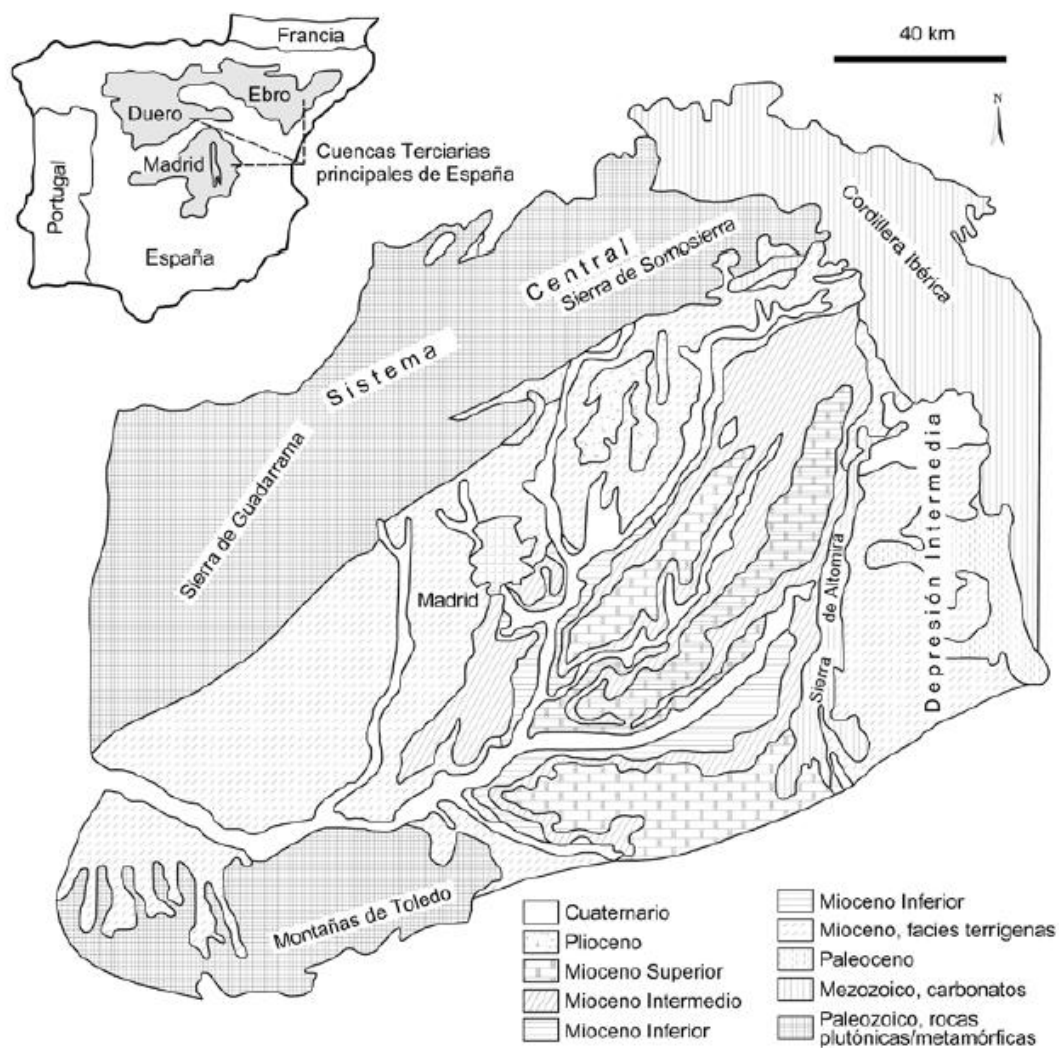 Francia
40 km
Ebro
Duero
N
Madrid
Cuencas Terciarias
principales de España
Portugal
España
Cordillera Ibérica
Central
Sierra de Somosierra
Sistema
Sierra de Guadarrama
Madrid
Sierra de Altomira
Depresión Intermedia
Montañas de Toledo
Cuaternario
Plioceno
Mioceno Superior
Mioceno Intermedio
Mioceno Inferior
Mioceno Inferior
Mioceno, facies terrígenas
Paleoceno
Mezozoico, carbonatos
Paleozoico, rocas
plutónicas/metamórficas